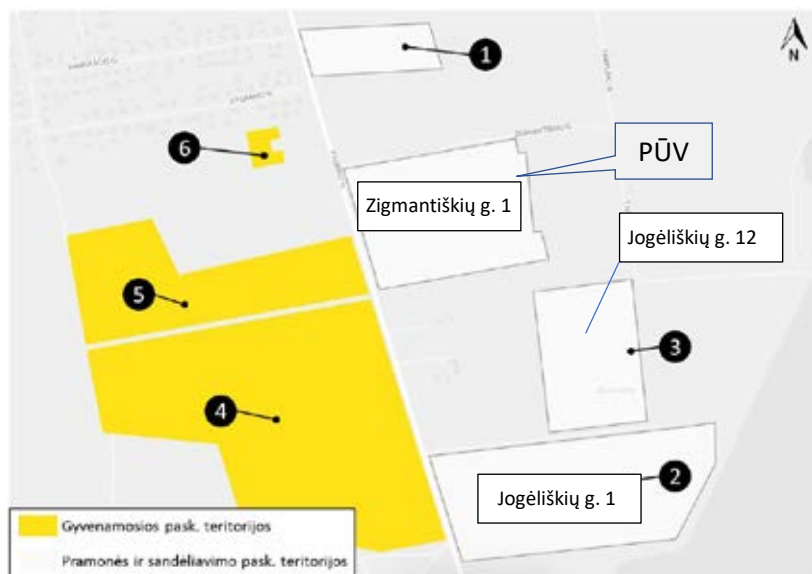 1
N
6
PŪV
Zigmantiškių g. 1
Jogėliškių g. 12
5
3
4
2
Jogėliškių g. 1
Gyvenamosios pask. teritorijos
Pramonės ir sandėliavimo pask. teritorijos